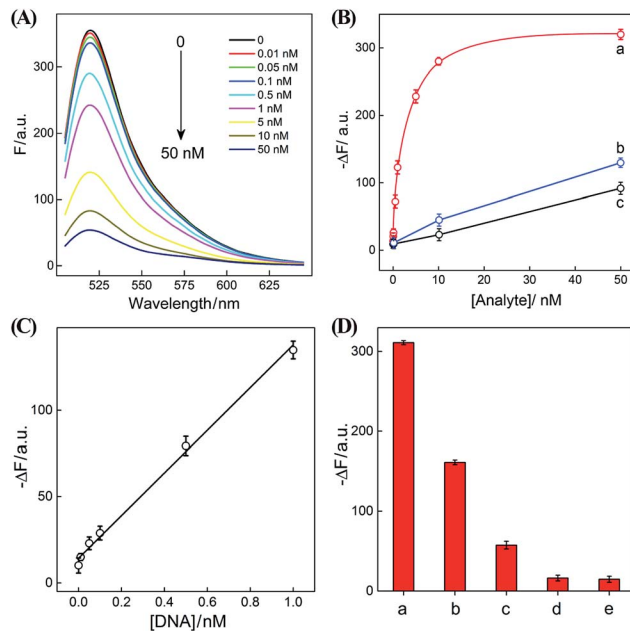 (A)
F/a.u.
300
200
100
0
0
50 nM
0
0.01 nM
0.05 nM
0.1 nM
0.5 nM
1 nM
5 nM
10 nM
50 nM
525 550 575 600 625
Wavelength/nm
(B)
-ΔF/ a.u.
400
300
200
100
0
a
b
c
0 10 20 30 40 50
[Analyte]/ nM
(C)
-ΔF/a.u.
100
50
0
0.0 0.2 0.4 0.6 0.8 1.0
[DNA]/nM
(D)
-ΔF/a.u.
300
200
100
0
a b c d e